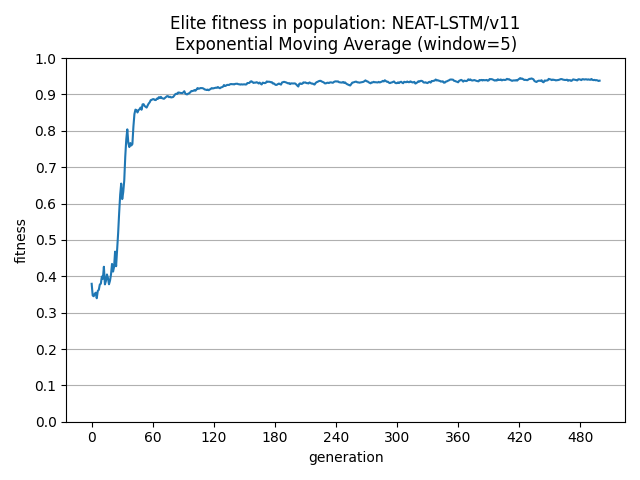 Elite fitness in population: NEAT-LSTM/v11
Exponential Moving Average (window=5)
1.0
0.9
0.8
0.7
0.6
0.5
0.4
0.3
0.2
0.1
0.0
fitness
0 60 120 180 240 300 360 420 480
generation